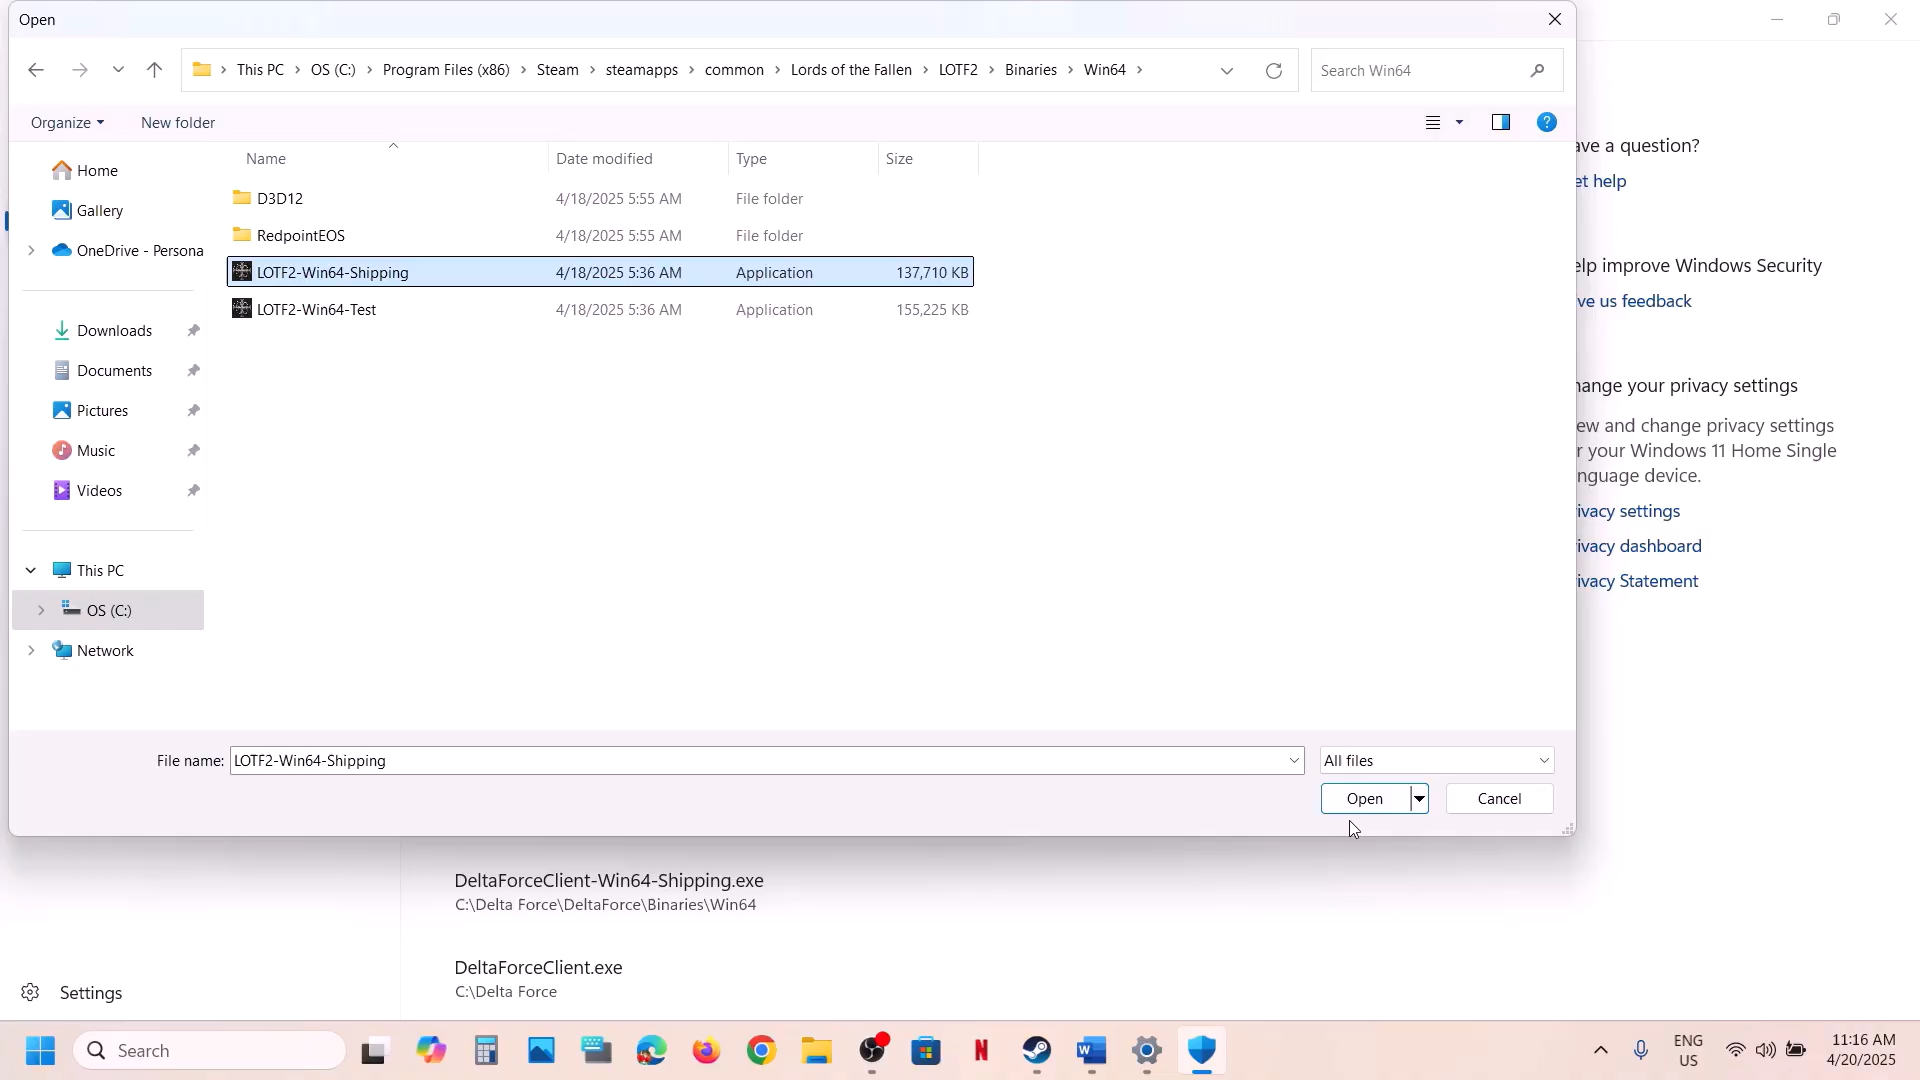 Open
This PC > OS (C:) > Program Files (x86) > Steam > steamapps > common > Lords of the Fallen > LOTF2 > Binaries > Win64 >
Search Win64
Organize
New folder
Name
Date modified
Type
Size
Home
Gallery
OneDrive - Persona
Downloads
Documents
Pictures
Music
Videos
This PC
OS (C:)
Network
D3D12 4/18/2025 5:55 AM File folder
RedpointEOS 4/18/2025 5:55 AM File folder
LOTF2-Win64-Shipping 4/18/2025 5:36 AM Application 137,710 KB
LOTF2-Win64-Test 4/18/2025 5:36 AM Application 155,225 KB
File name: LOTF2-Win64-Shipping
All files
Open
Cancel
ave a question?
et help
elp improve Windows Security
ve us feedback
hange your privacy settings
ew and change privacy settings
r your Windows 11 Home Single
nguage device.
ivacy settings
ivacy dashboard
ivacy Statement
DeltaForceClient-Win64-Shipping.exe
C:\Delta Force\DeltaForce\Binaries\Win64
DeltaForceClient.exe
C:\Delta Force
Settings
Search
ENG
US
11:16 AM
4/20/2025